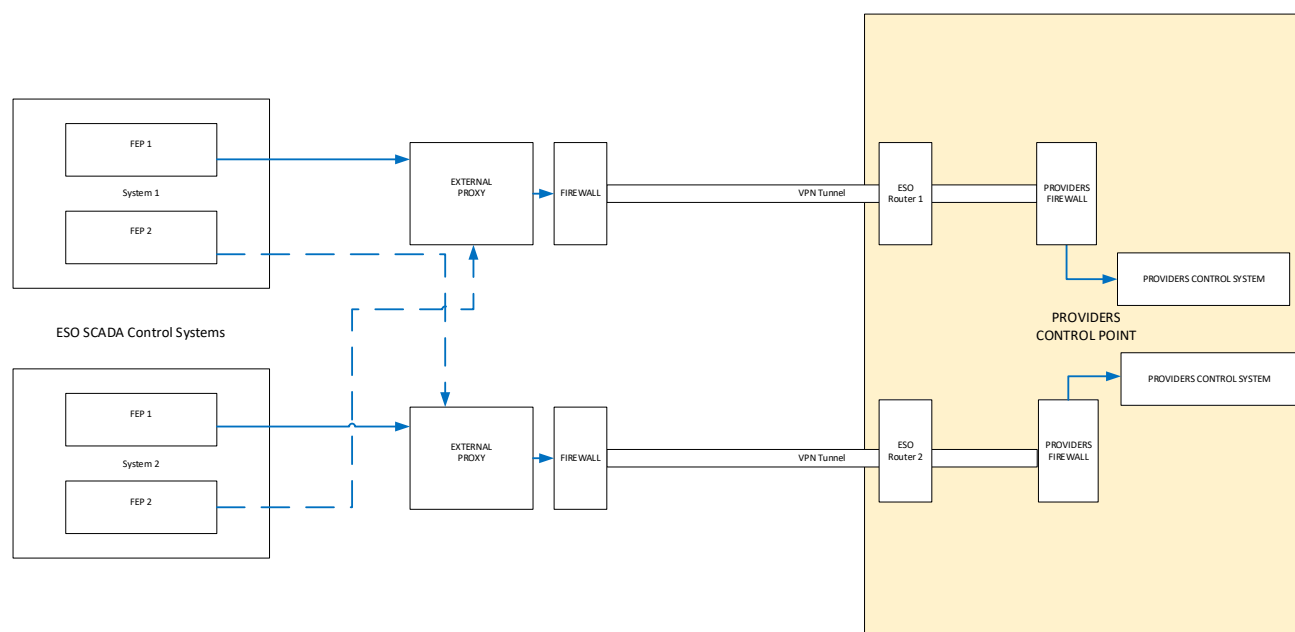 FEP 1
System 1
FEP 2
ESO SCADA Control Systems
FEP 1
System 2
FEP 2
EXTERNAL
PROXY
FIREWALL
VPN Tunnel
ESO
Router 1
PROVIDERS
FIREWALL
PROVIDERS CONTROL SYSTEM
PROVIDERS
CONTROL POINT
PROVIDERS CONTROL SYSTEM
EXTERNAL
PROXY
FIREWALL
VPN Tunnel
ESO
Router 2
PROVIDERS
FIREWALL